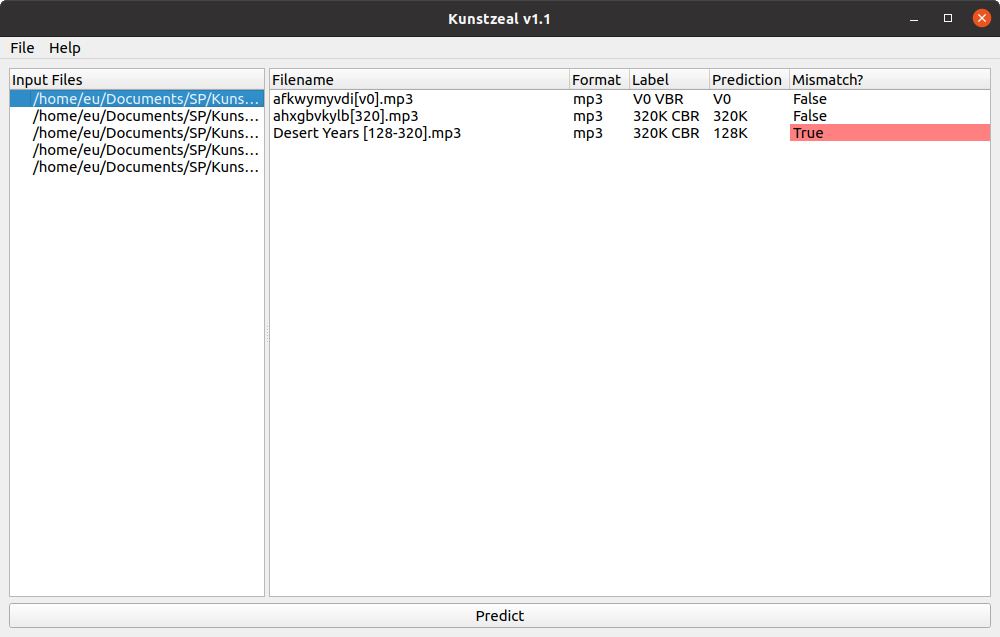 Kunstzeal v1.1
File Help
Input Files
/home/eu/Documents/SP/Kuns...
/home/eu/Documents/SP/Kuns...
/home/eu/Documents/SP/Kuns...
/home/eu/Documents/SP/Kuns...
/home/eu/Documents/SP/Kuns...
Filename Format Label Prediction Mismatch?
afkwymyvdi[v0].mp3 mp3 V0 VBR V0 False
ahxgbvkylb[320].mp3 mp3 320K CBR 320K False
Desert Years [128-320].mp3 mp3 320K CBR 128K True
Predict